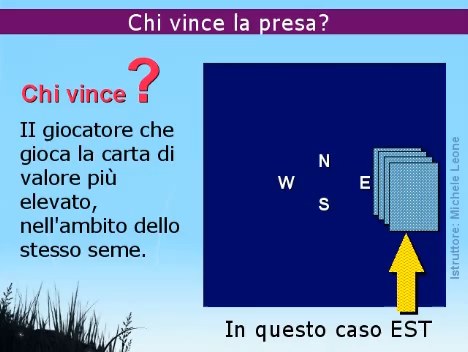 Chi vince la presa?
Chi vince ?
Il giocatore che
gioca la carta di
valore più
elevato,
nell'ambito dello
stesso seme.
N
W E
S
Istruttore: Michele Leone
In questo caso EST